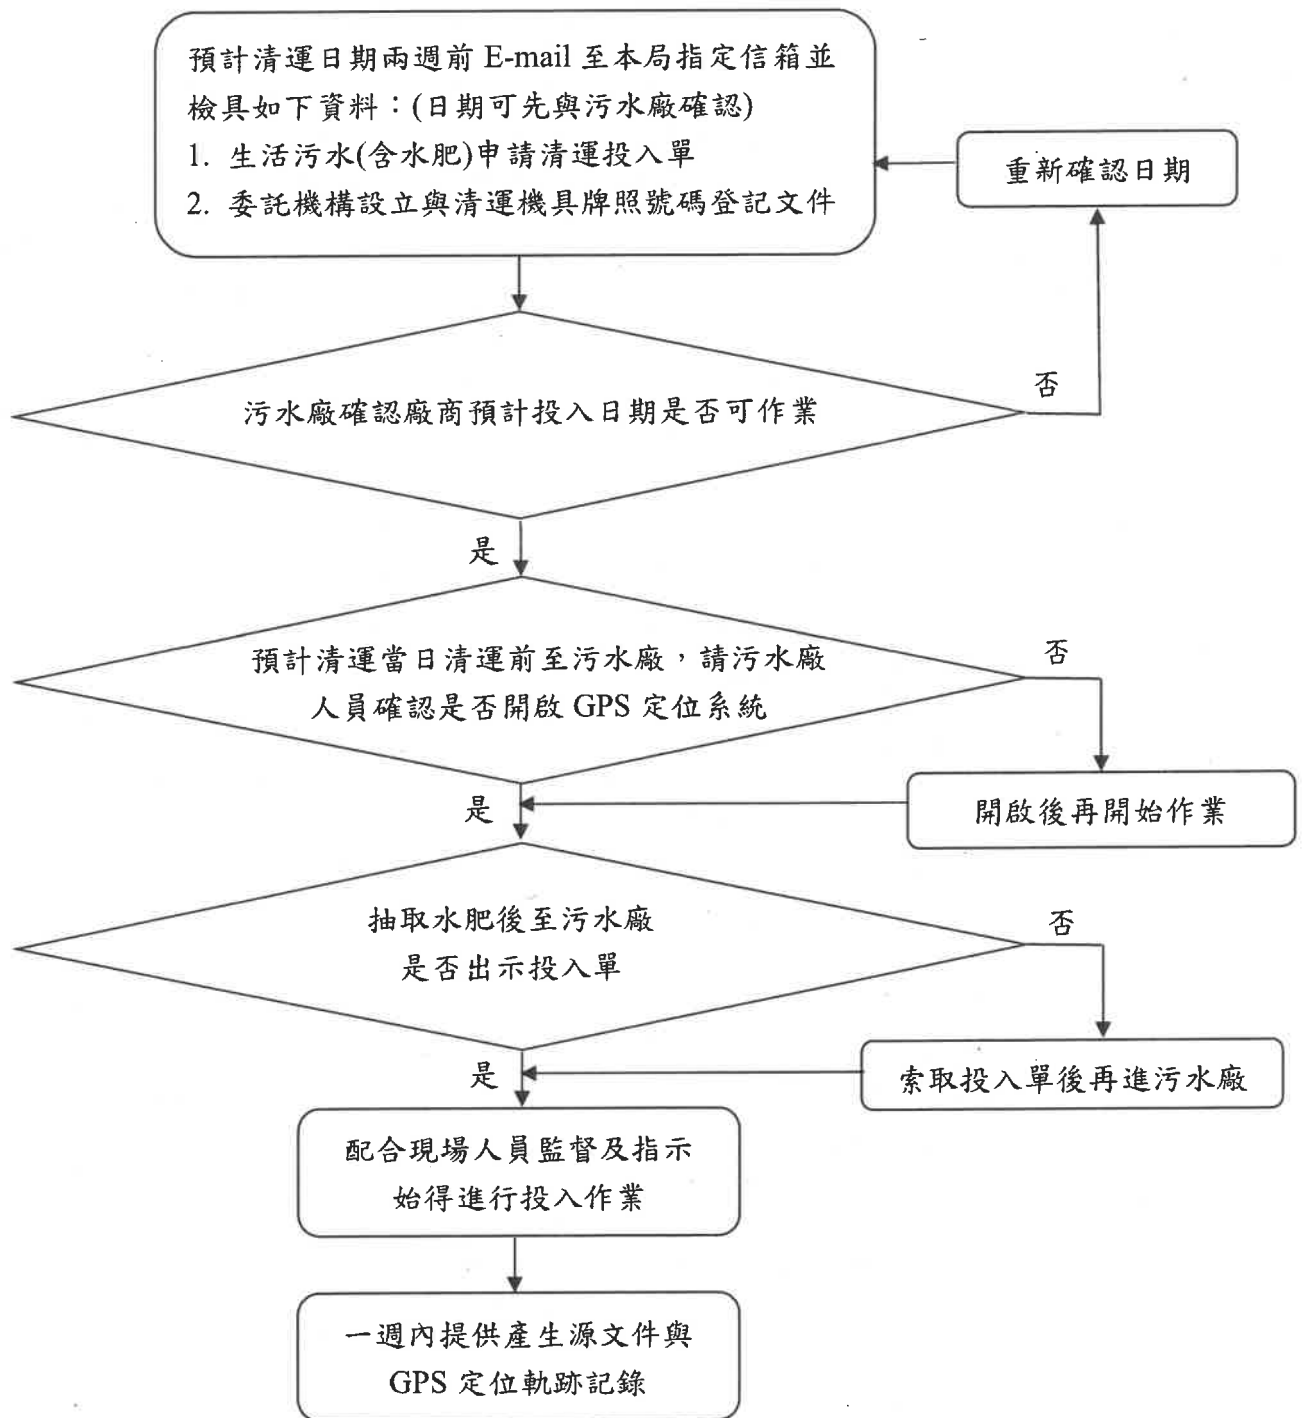 預計清運日期兩週前 E-mail 至本局指定信箱並
檢具如下資料：(日期可先與污水廠確認)
1. 生活污水(含水肥)申請清運投入單
2. 委託機構設立與清運機具牌照號碼登記文件
重新確認日期
污水廠確認廠商預計投入日期是否可作業
否
是
預計清運當日清運前至污水廠，請污水廠
人員確認是否開啟 GPS 定位系統
否
是
開啟後再開始作業
抽取水肥後至污水廠
是否出示投入單
否
是
索取投入單後再進污水廠
配合現場人員監督及指示
始得進行投入作業
一週內提供產生源文件與
GPS 定位軌跡記錄